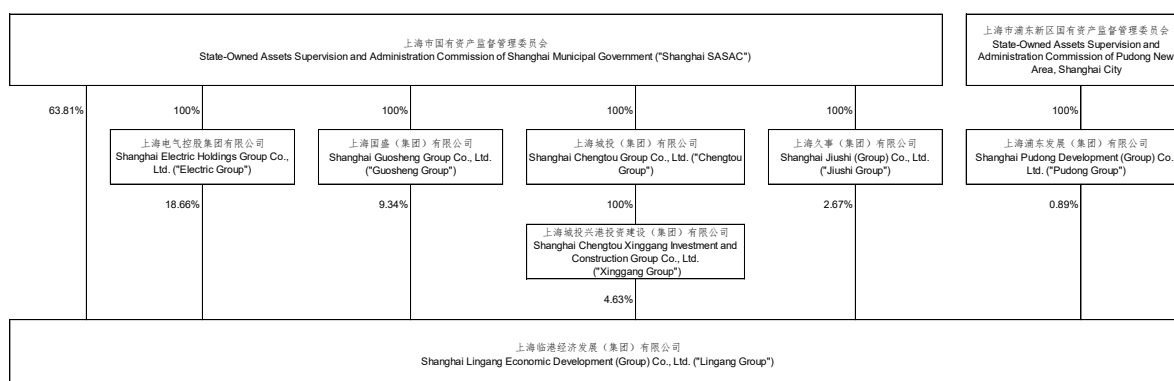 上海市国有资产监督管理委员会
State-Owned Assets Supervision and Administration Commission of Shanghai Municipal Government ("Shanghai SASAC")
上海市浦东新区国有资产监督管理委员会
State-Owned Assets Supervision and
Administration Commission of Pudong New
Area, Shanghai City
63.81%
100%
100%
100%
100%
100%
上海电气控股集团有限公司
Shanghai Electric Holdings Group Co.,
Ltd. ("Electric Group")
上海国盛（集团）有限公司
Shanghai Guosheng Group Co., Ltd.
("Guosheng Group")
上海城投（集团）有限公司
Shanghai Chengtou Group Co., Ltd. ("Chengtou
Group")
上海久事（集团）有限公司
Shanghai Jiushi (Group) Co., Ltd.
("Jiushi Group")
上海浦东发展（集团）有限公司
Shanghai Pudong Development (Group) Co.,
Ltd. ("Pudong Group")
18.66%
9.34%
100%
2.67%
0.89%
上海城投兴港投资建设（集团）有限公司
Shanghai Chengtou Xinggang Investment and
Construction Group Co., Ltd.
("Xinggang Group")
4.63%
上海临港经济发展（集团）有限公司
Shanghai Lingang Economic Development (Group) Co., Ltd. ("Lingang Group")